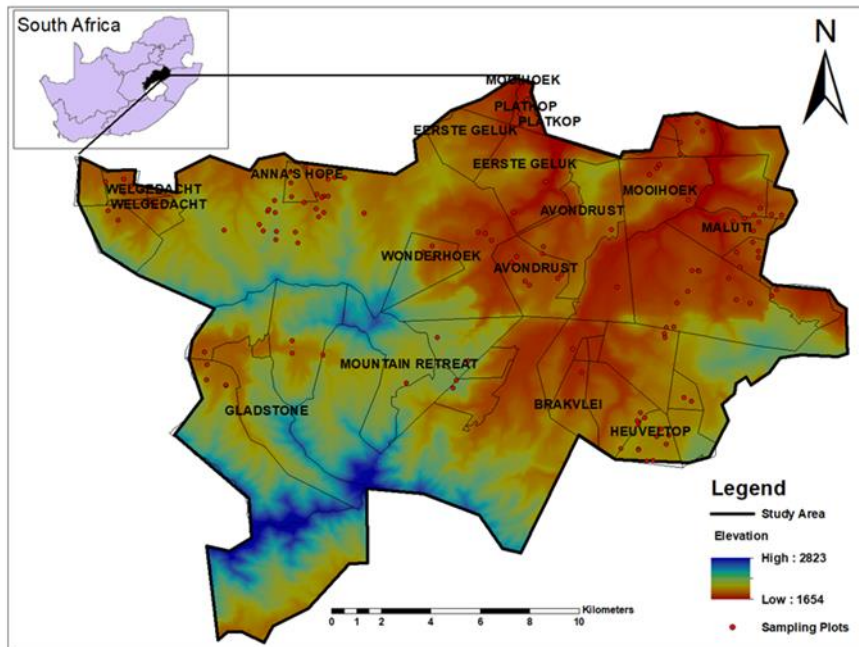 South Africa
N
MOOIHOEK
PLATKOP
PLATKOP
EERSTE GELUK
EERSTE GELUK
ANNA'S HOPE
WELGEDACHT
WELGEDACHT
MOOIHOEK
AVONDRUST
MALUTI
WONDERHOEK
AVONDRUST
MOUNTAIN RETREAT
GLADSTONE
BRAKVLEI
HEUVELTOP
Legend
Study Area
Elevation
High : 2823
Low : 1654
Sampling Plots
Kilometers
0 1 2 4 6 8 10